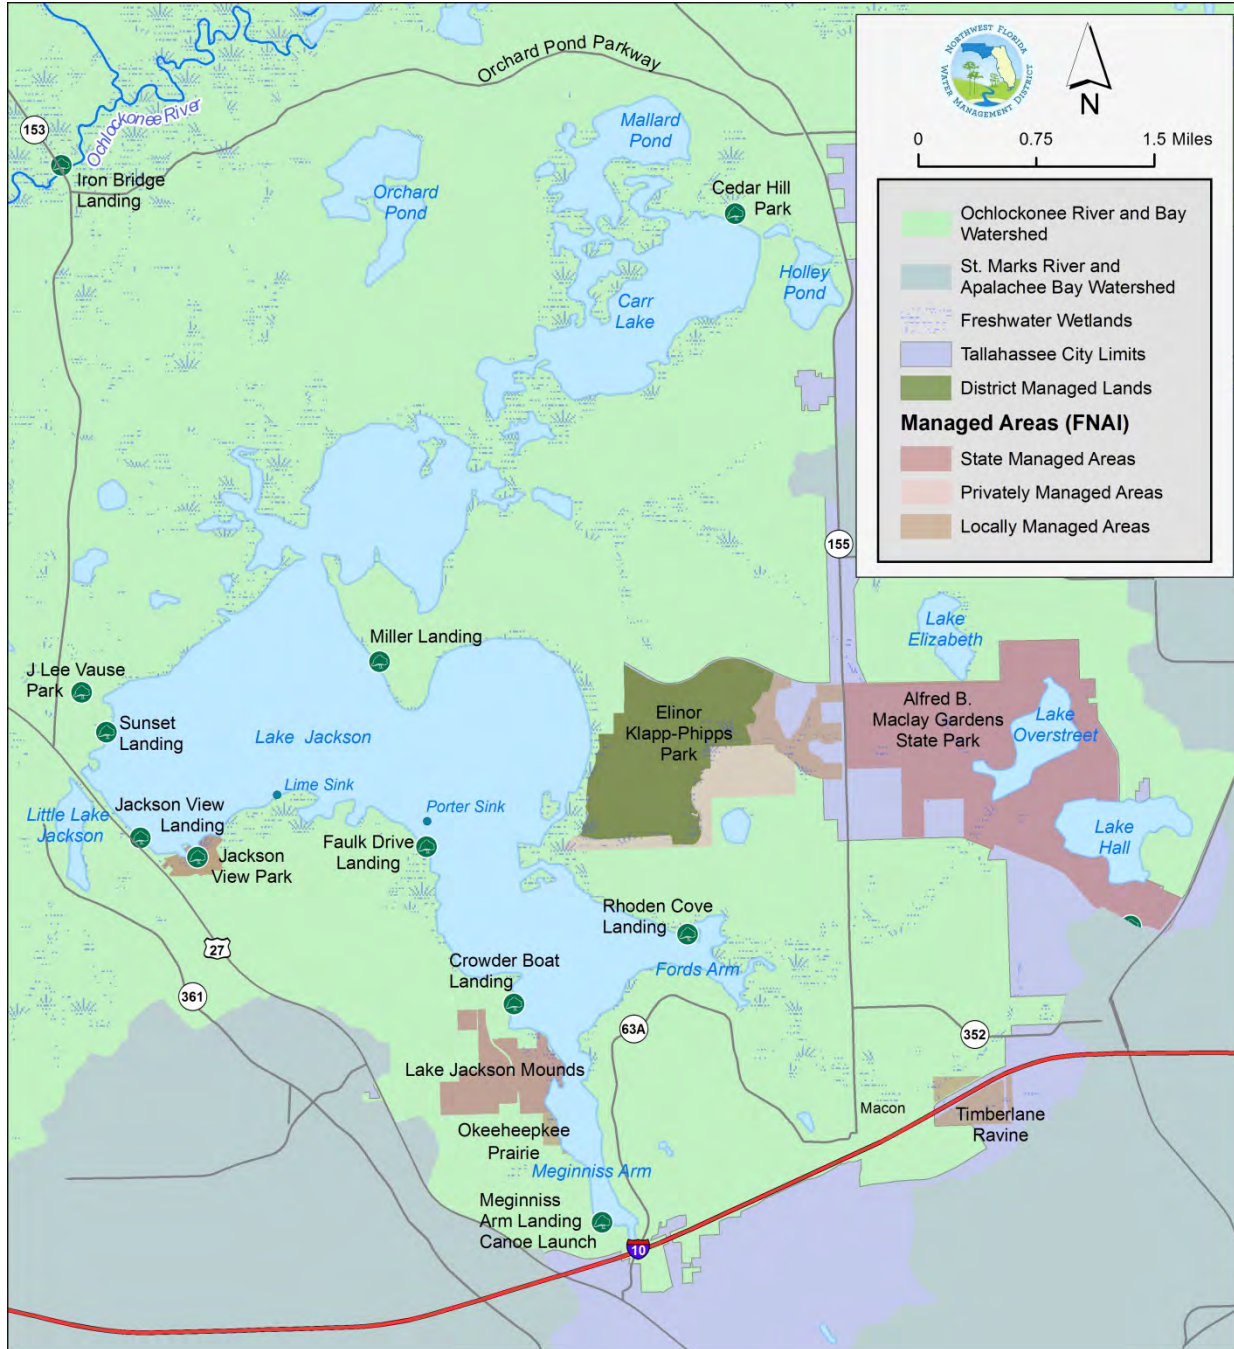 Orchard Pond Parkway
153
Ochlockonee River
Iron Bridge
Landing
Orchard
Pond
Mallard
Pond
Cedar Hill
Park
Holley
Pond
Carr
Lake
NORTHWEST FLORIDA
WATER MANAGEMENT DISTRICT
N
0
0.75
1.5 Miles
Ochlockonee River and Bay
Watershed
St. Marks River and
Apalachee Bay Watershed
Freshwater Wetlands
Tallahassee City Limits
District Managed Lands
Managed Areas (FNAI)
State Managed Areas
Privately Managed Areas
Locally Managed Areas
155
Lake
Elizabeth
Miller Landing
J Lee Vause
Park
Sunset
Landing
Lake Jackson
Elinor
Klapp-Phipps
Park
Alfred B.
Maclay Gardens
State Park
Lake
Overstreet
Lime Sink
Porter Sink
Little Lake
Jackson
Jackson View
Landing
Jackson
View Park
Faulk Drive
Landing
Lake
Hall
Rhoden Cove
Landing
Fords Arm
27
361
Crowder Boat
Landing
63A
352
Lake Jackson Mounds
Macon
Timberlane
Ravine
Okeeheepkee
Prairie
Meginniss Arm
Meginniss
Arm Landing
Canoe Launch
10